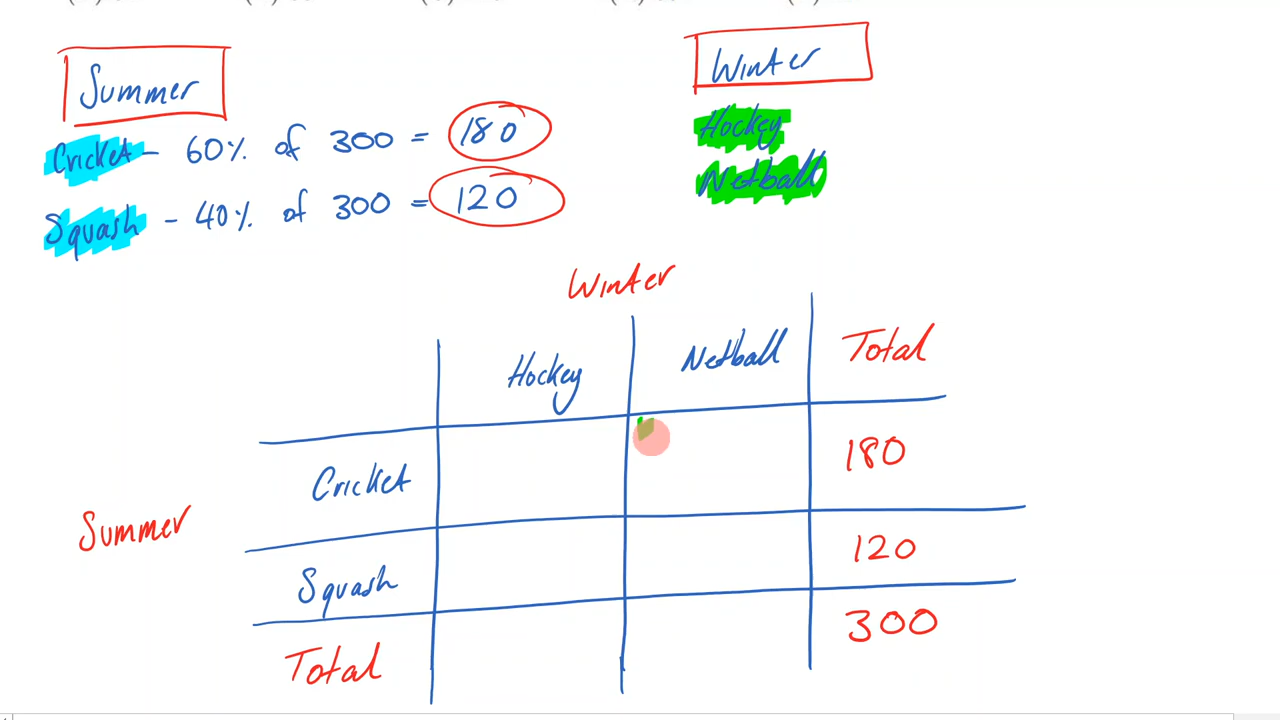 Summer
Cricket - 60% of 300 = 180
Squash - 40% of 300 = 120
Winter
Hockey
Netball
Winter
Hockey Netball Total
Cricket 180
Summer
Squash 120
Total 300